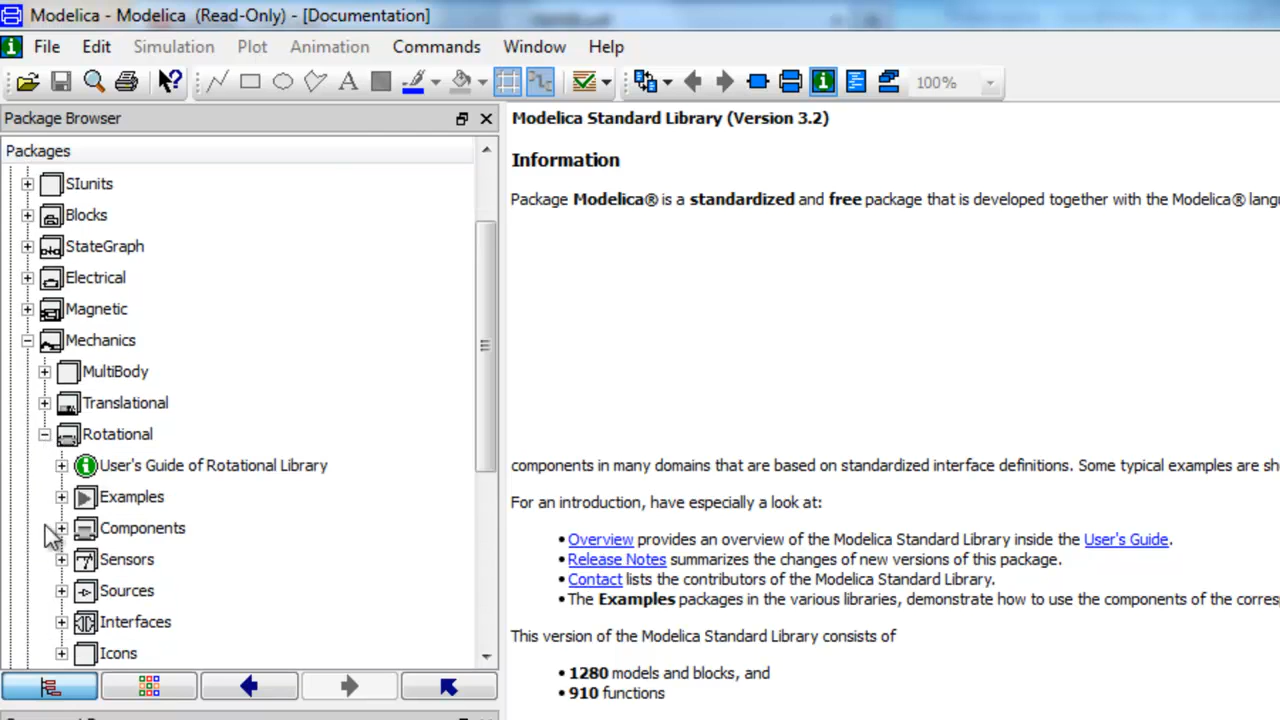 Modelica - Modelica (Read-Only) - [Documentation]
File Edit Simulation Plot Animation Commands Window Help
100%
Package Browser
Packages
SIunits
Blocks
StateGraph
Electrical
Magnetic
Mechanics
MultiBody
Translational
Rotational
User's Guide of Rotational Library
Examples
Components
Sensors
Sources
Interfaces
Icons
Modelica Standard Library (Version 3.2)
Information
Package Modelica® is a standardized and free package that is developed together with the Modelica®
components in many domains that are based on standardized interface definitions. Some typical examples are
For an introduction, have especially a look at:
• Overview provides an overview of the Modelica Standard Library inside the User's Guide.
• Release Notes summarizes the changes of new versions of this package.
• Contact lists the contributors of the Modelica Standard Library.
• The Examples packages in the various libraries, demonstrate how to use the components of the
This version of the Modelica Standard Library consists of
• 1280 models and blocks, and
• 910 functions